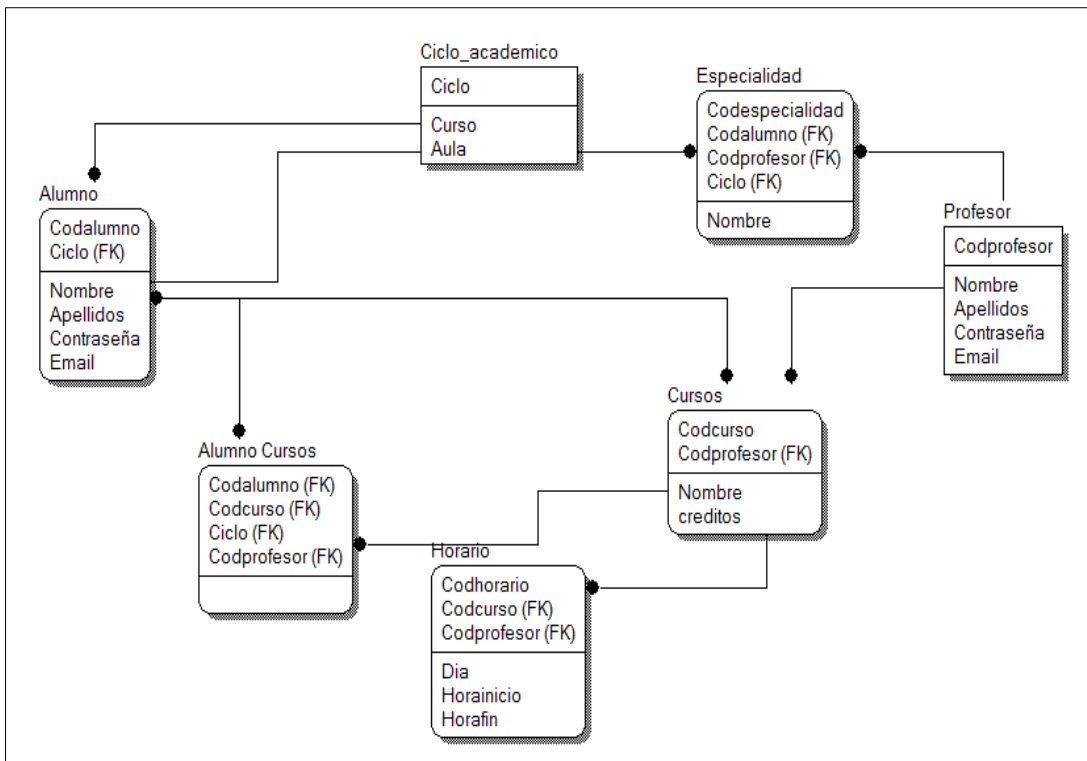 Ciclo_academico
Ciclo
Curso
Aula
Especialidad
Codespecialidad
Codalumno (FK)
Codprofesor (FK)
Ciclo (FK)
Nombre
Alumno
Codalumno
Ciclo (FK)
Nombre
Apellidos
Contraseña
Email
Profesor
Codprofesor
Nombre
Apellidos
Contraseña
Email
Cursos
Codcurso
Codprofesor (FK)
Nombre
creditos
Alumno Cursos
Codalumno (FK)
Codcurso (FK)
Ciclo (FK)
Codprofesor (FK)
Horario
Codhorario
Codcurso (FK)
Codprofesor (FK)
Dia
Horainicio
Horafin